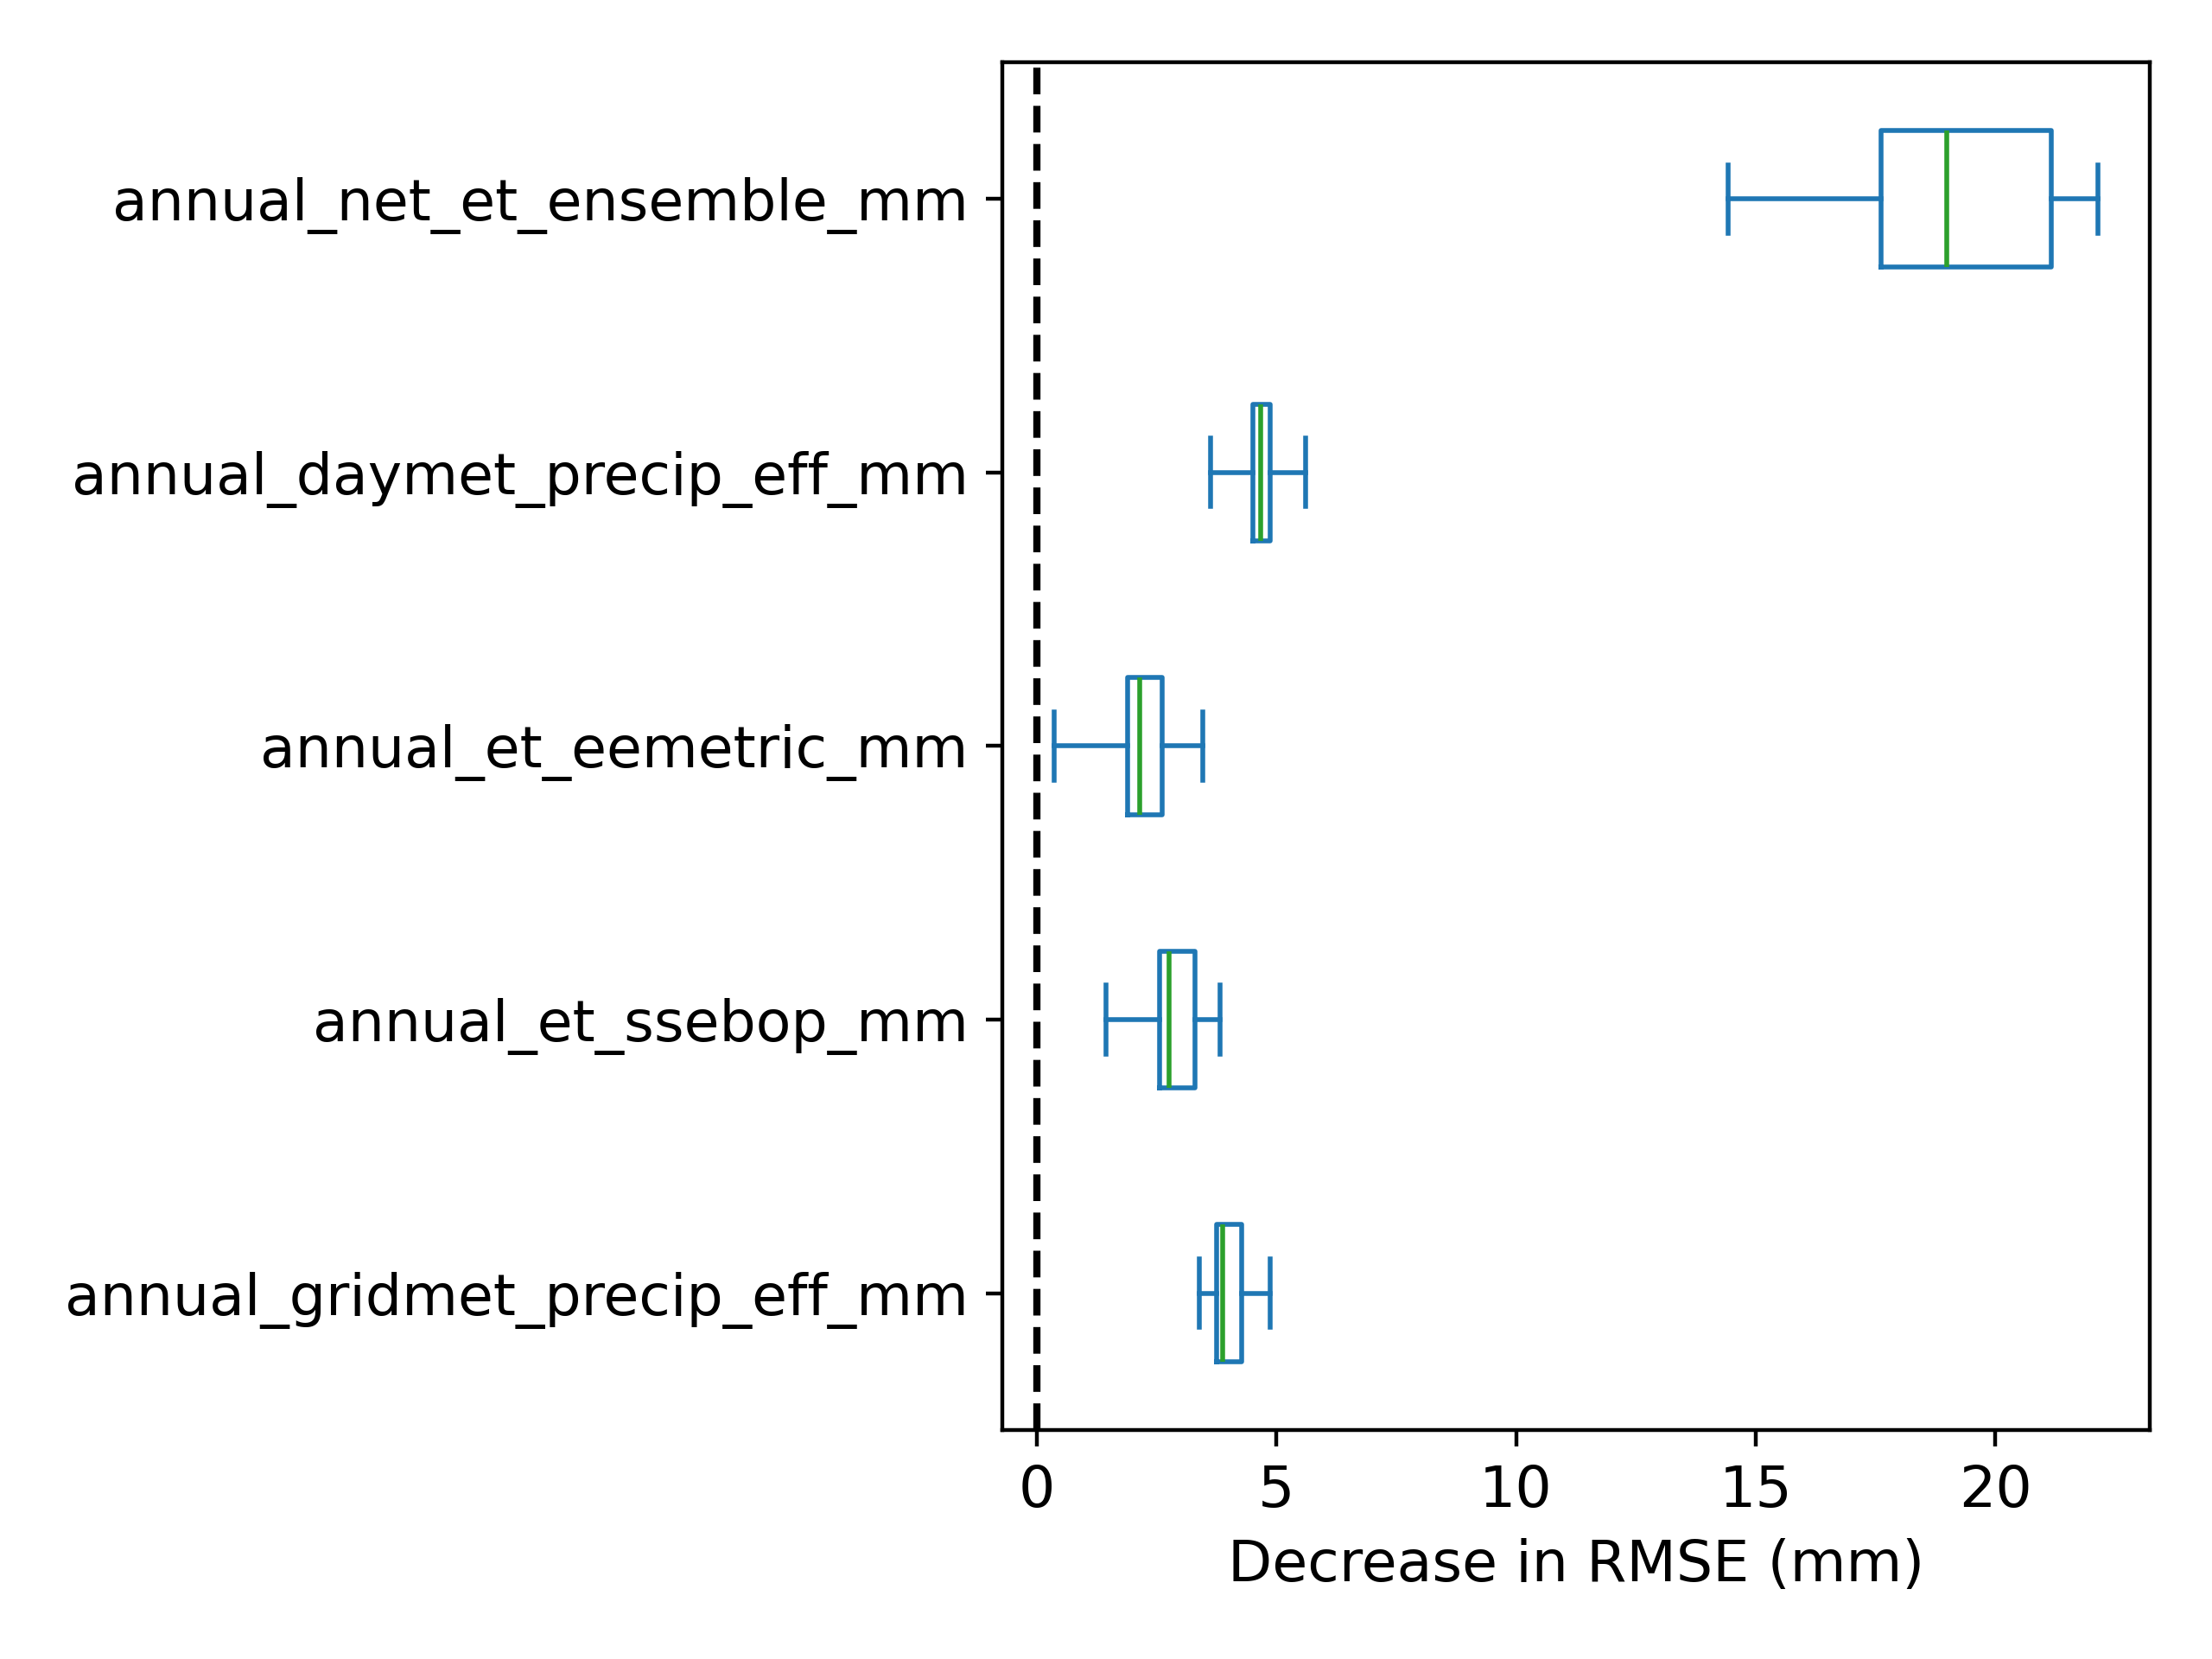 annual_net_et_ensemble_mm
annual_daymet_precip_eff_mm
annual_et_eemetric_mm
annual_et_ssebop_mm
annual_gridmet_precip_eff_mm
0 5 10 15 20
Decrease in RMSE (mm)